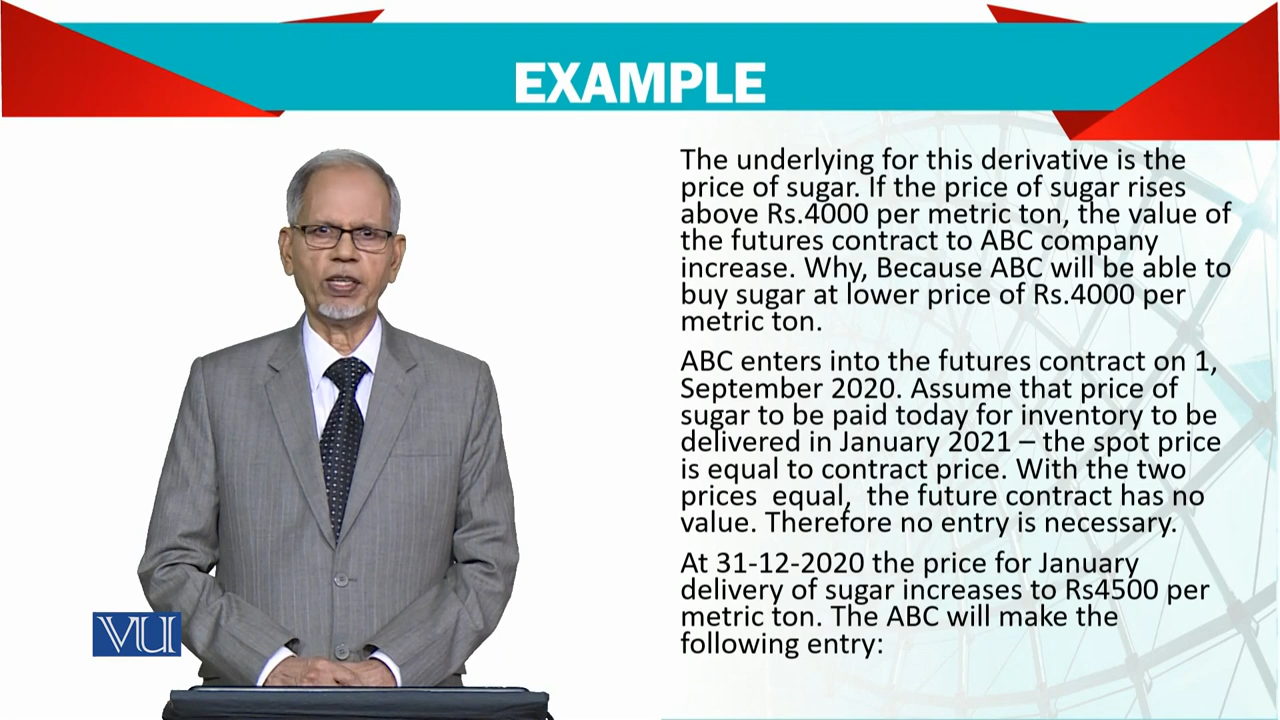 EXAMPLE
The underlying for this derivative is the
price of sugar. If the price of sugar rises
above Rs.4000 per metric ton, the value of
the futures contract to ABC company
increase. Why, Because ABC will be able to
buy sugar at lower price of Rs.4000 per
metric ton.
ABC enters into the futures contract on 1,
September 2020. Assume that price of
sugar to be paid today for inventory to be
delivered in January 2021 – the spot price
is equal to contract price. With the two
prices equal, the future contract has no
value. Therefore no entry is necessary.
At 31-12-2020 the price for January
delivery of sugar increases to Rs4500 per
metric ton. The ABC will make the
following entry:
VU